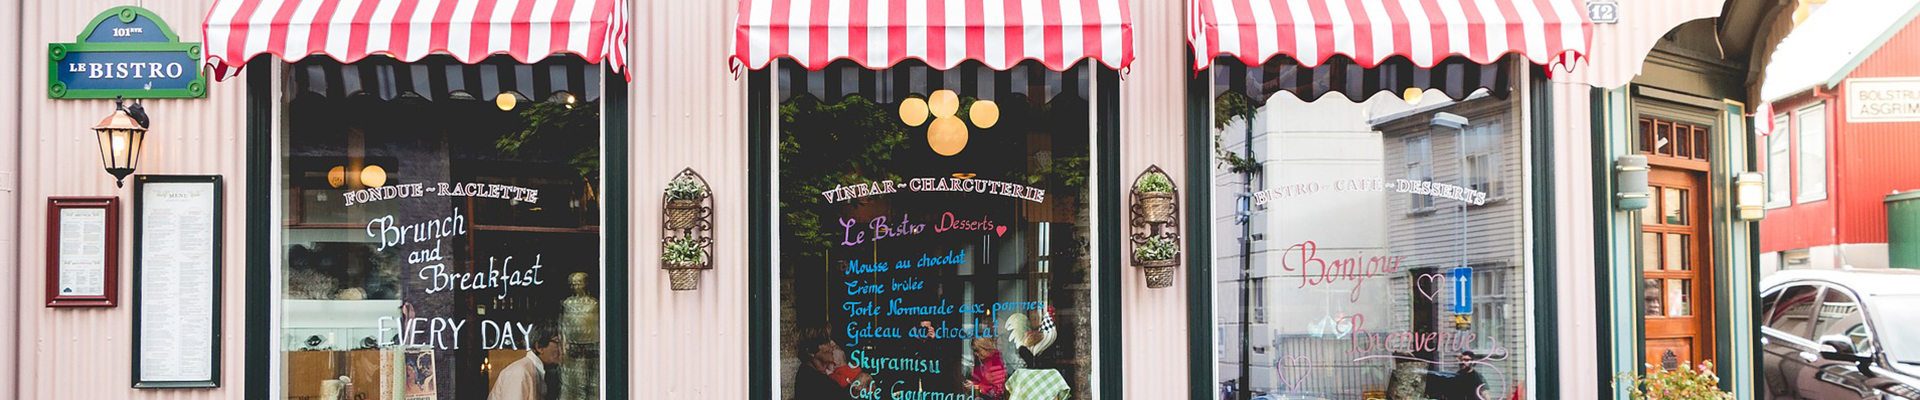 101 RVK
LE BISTRO
MENU
FONDUE ~ RACLETTE
Brunch
and
Breakfast
EVERY DAY
VÍNBAR ~ CHARCUTERIE
Le Bistro Desserts
Mousse au chocolat
Crème brûlée
Torte Normande aux pommes
Gateau au chocolat
Skyramisu
Café Gourmand
BISTRO ~ CAFE ~ DESSERTS
Bonjour
Bienvenue
12
BÓLSTRU
ÁSGRÍM